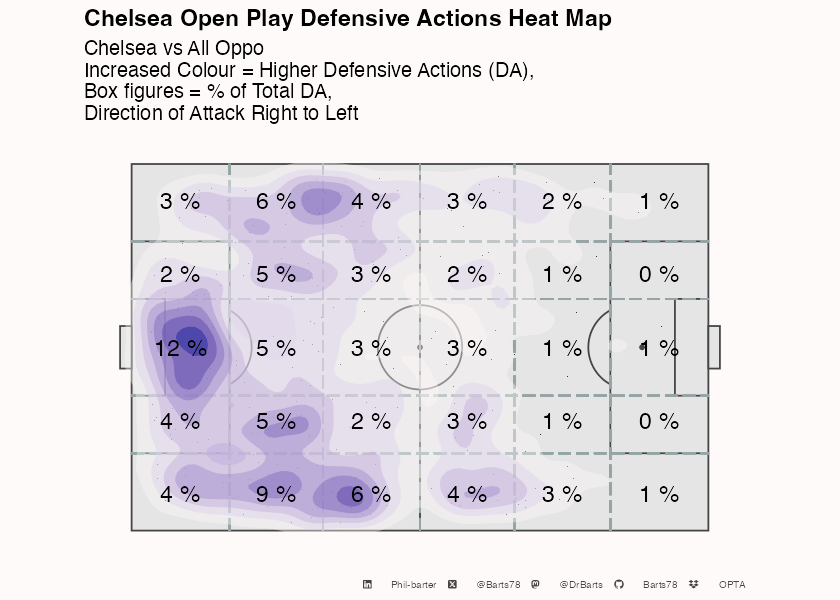 Chelsea Open Play Defensive Actions Heat Map
Chelsea vs All Oppo
Increased Colour = Higher Defensive Actions (DA),
Box figures = % of Total DA,
Direction of Attack Right to Left
3 % 6 % 4 % 3 % 2 % 1 %
2 % 5 % 3 % 2 % 1 % 0 %
12 % 5 % 3 % 3 % 1 % 1 %
4 % 5 % 2 % 3 % 1 % 0 %
4 % 9 % 6 % 4 % 3 % 1 %
Phil-barter @Barts78 @DrBarts Barts78 OPTA